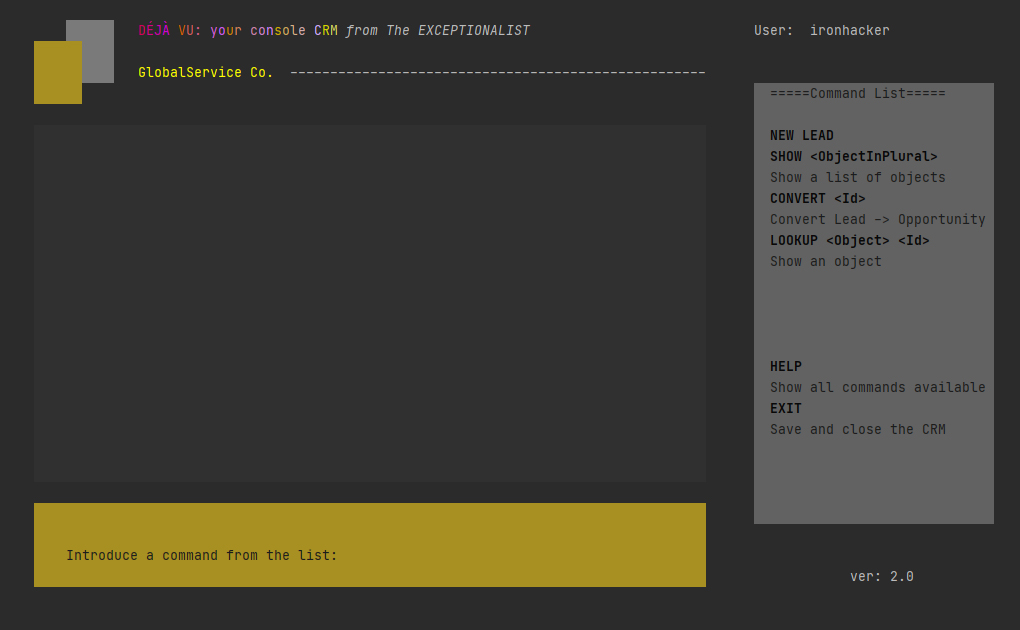 DÉJÀ VU: your console CRM from The EXCEPTIONALIST
User: ironhacker
GlobalService Co. ----------------------------------------------------
=====Command List=====
NEW LEAD
SHOW <ObjectInPlural>
Show a list of objects
CONVERT <Id>
Convert Lead -> Opportunity
LOOKUP <Object> <Id>
Show an object
HELP
Show all commands available
EXIT
Save and close the CRM
Introduce a command from the list:
ver: 2.0